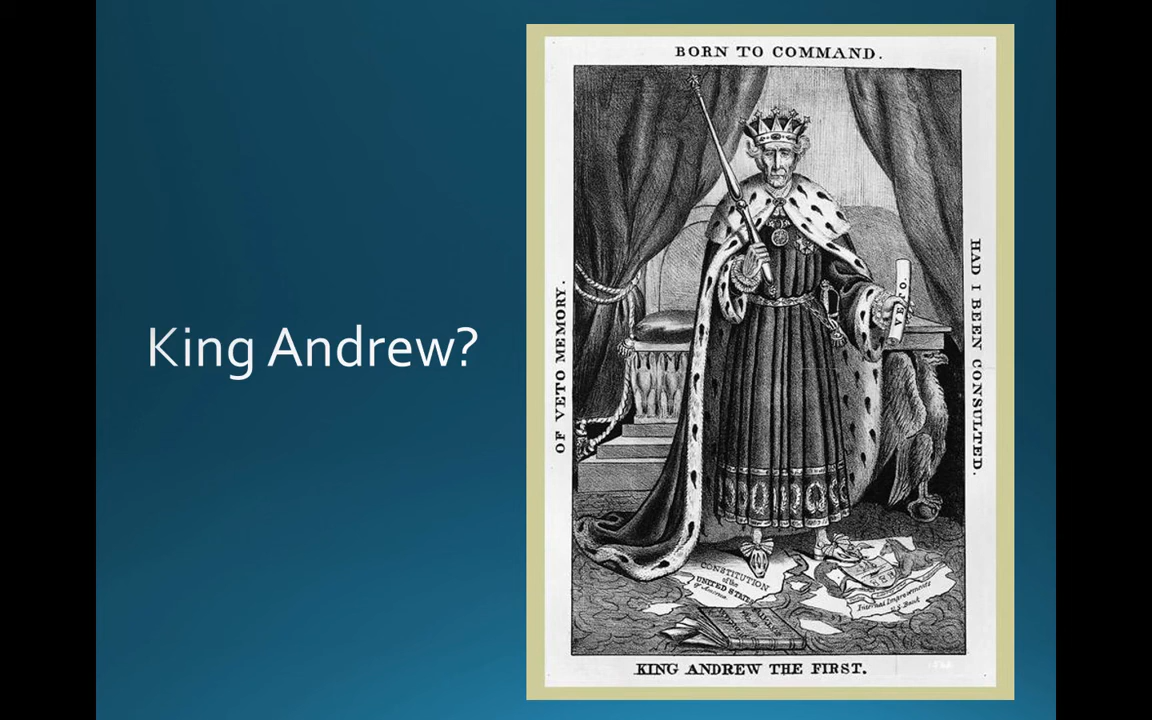 King Andrew?
BORN TO COMMAND.
OF VETO MEMORY.
HAD I BEEN CONSULTED.
VETO.
CONSTITUTION
of the
UNITED STATES
of America.
Internal Improvements
U.S. Bank
KING ANDREW THE FIRST.